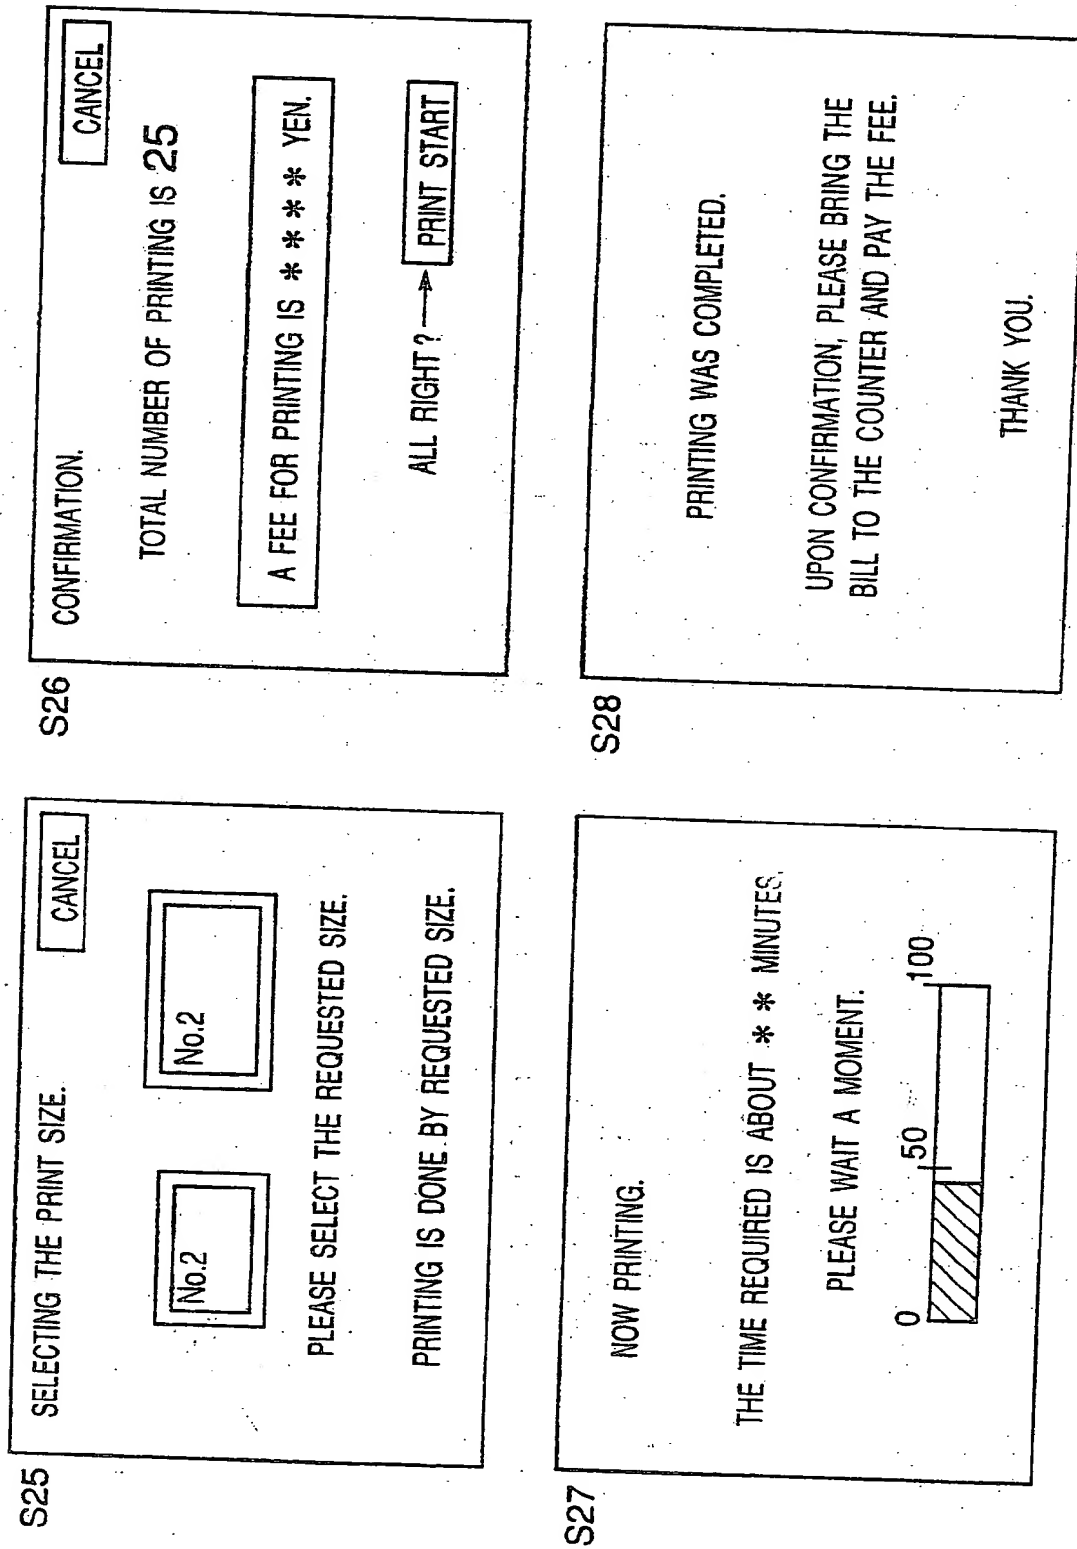 S25
SELECTING THE PRINT SIZE.
CANCEL
No.2
No.2
PLEASE SELECT THE REQUESTED SIZE.
PRINTING IS DONE BY REQUESTED SIZE.
S26
CONFIRMATION.
CANCEL
TOTAL NUMBER OF PRINTING IS 25
A FEE FOR PRINTING IS * * * * YEN.
ALL RIGHT? PRINT START
S27
NOW PRINTING.
THE TIME REQUIRED IS ABOUT * * MINUTES.
PLEASE WAIT A MOMENT.
0 50 100
S28
PRINTING WAS COMPLETED.
UPON CONFIRMATION, PLEASE BRING THE
BILL TO THE COUNTER AND PAY THE FEE.
THANK YOU.